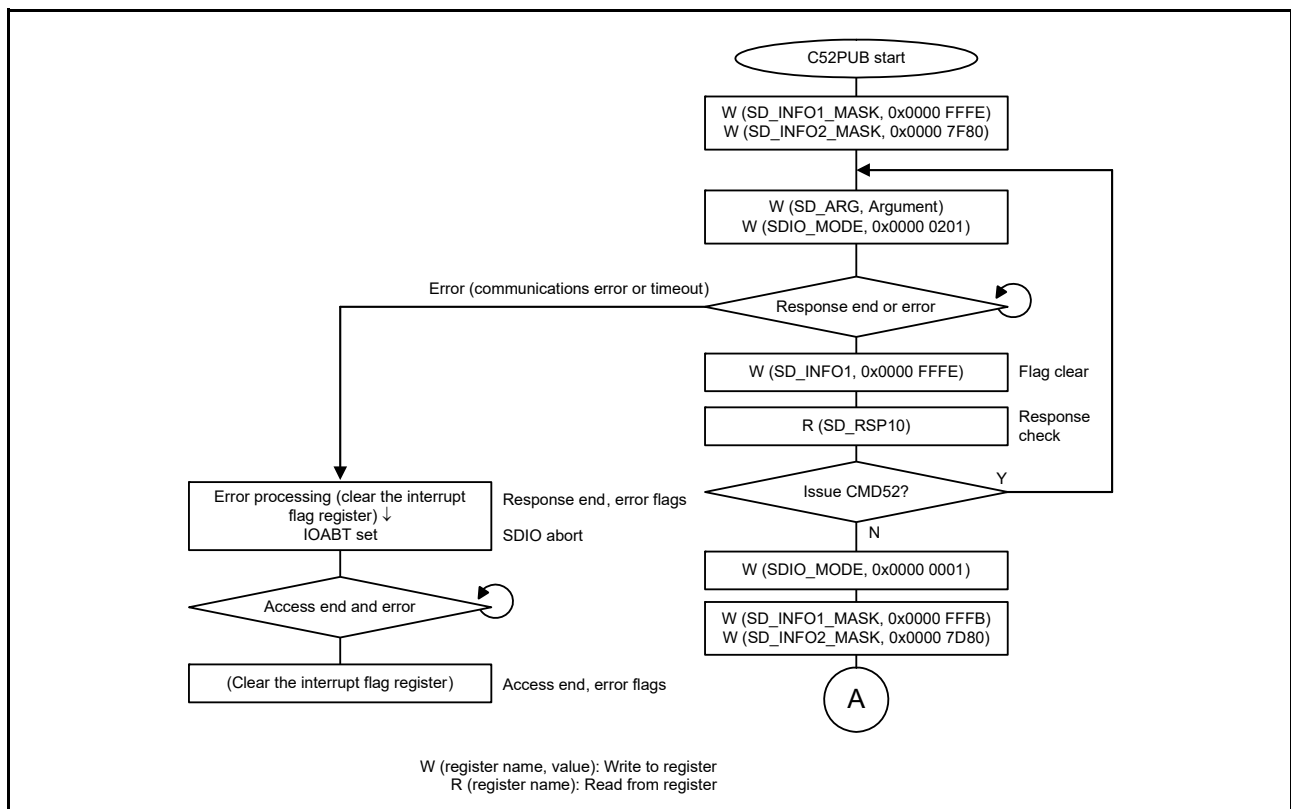 C52PUB start
W (SD_INFO1_MASK, 0x0000 FFFE)
W (SD_INFO2_MASK, 0x0000 7F80)
W (SD_ARG, Argument)
W (SDIO_MODE, 0x0000 0201)
Error (communications error or timeout)
Response end or error
W (SD_INFO1, 0x0000 FFFE)
Flag clear
R (SD_RSP10)
Response
check
Issue CMD52?
Y
N
Error processing (clear the interrupt
flag register) ↓
IOABT set
Response end, error flags
SDIO abort
W (SDIO_MODE, 0x0000 0001)
Access end and error
W (SD_INFO1_MASK, 0x0000 FFFB)
W (SD_INFO2_MASK, 0x0000 7D80)
(Clear the interrupt flag register)
Access end, error flags
A
W (register name, value): Write to register
R (register name): Read from register